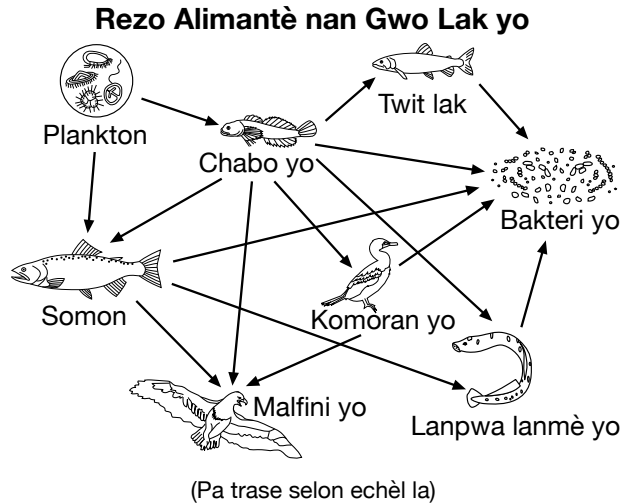 Rezo Alimantè nan Gwo Lak yo
Twit lak
Plankton
Chabo yo
Bakteri yo
Somon
Komoran yo
Malfini yo
Lanpwa lanmè yo
(Pa trase selon echèl la)